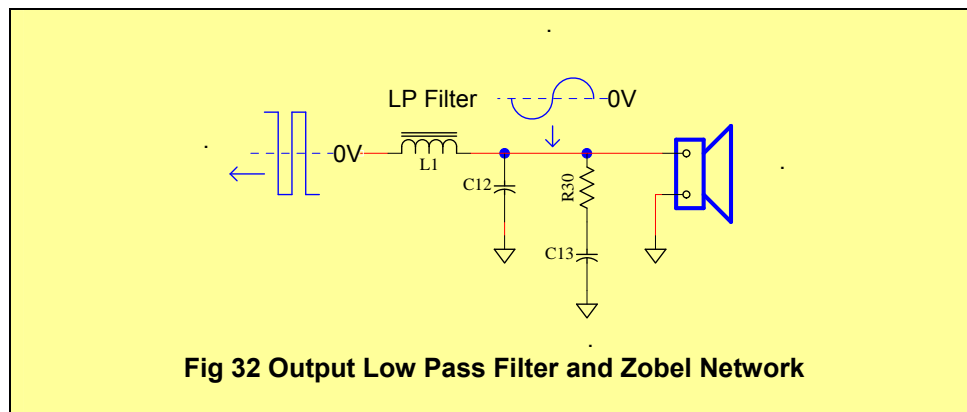 LP Filter
0V
0V
L1
C12
R30
C13
Fig 32 Output Low Pass Filter and Zobel Network